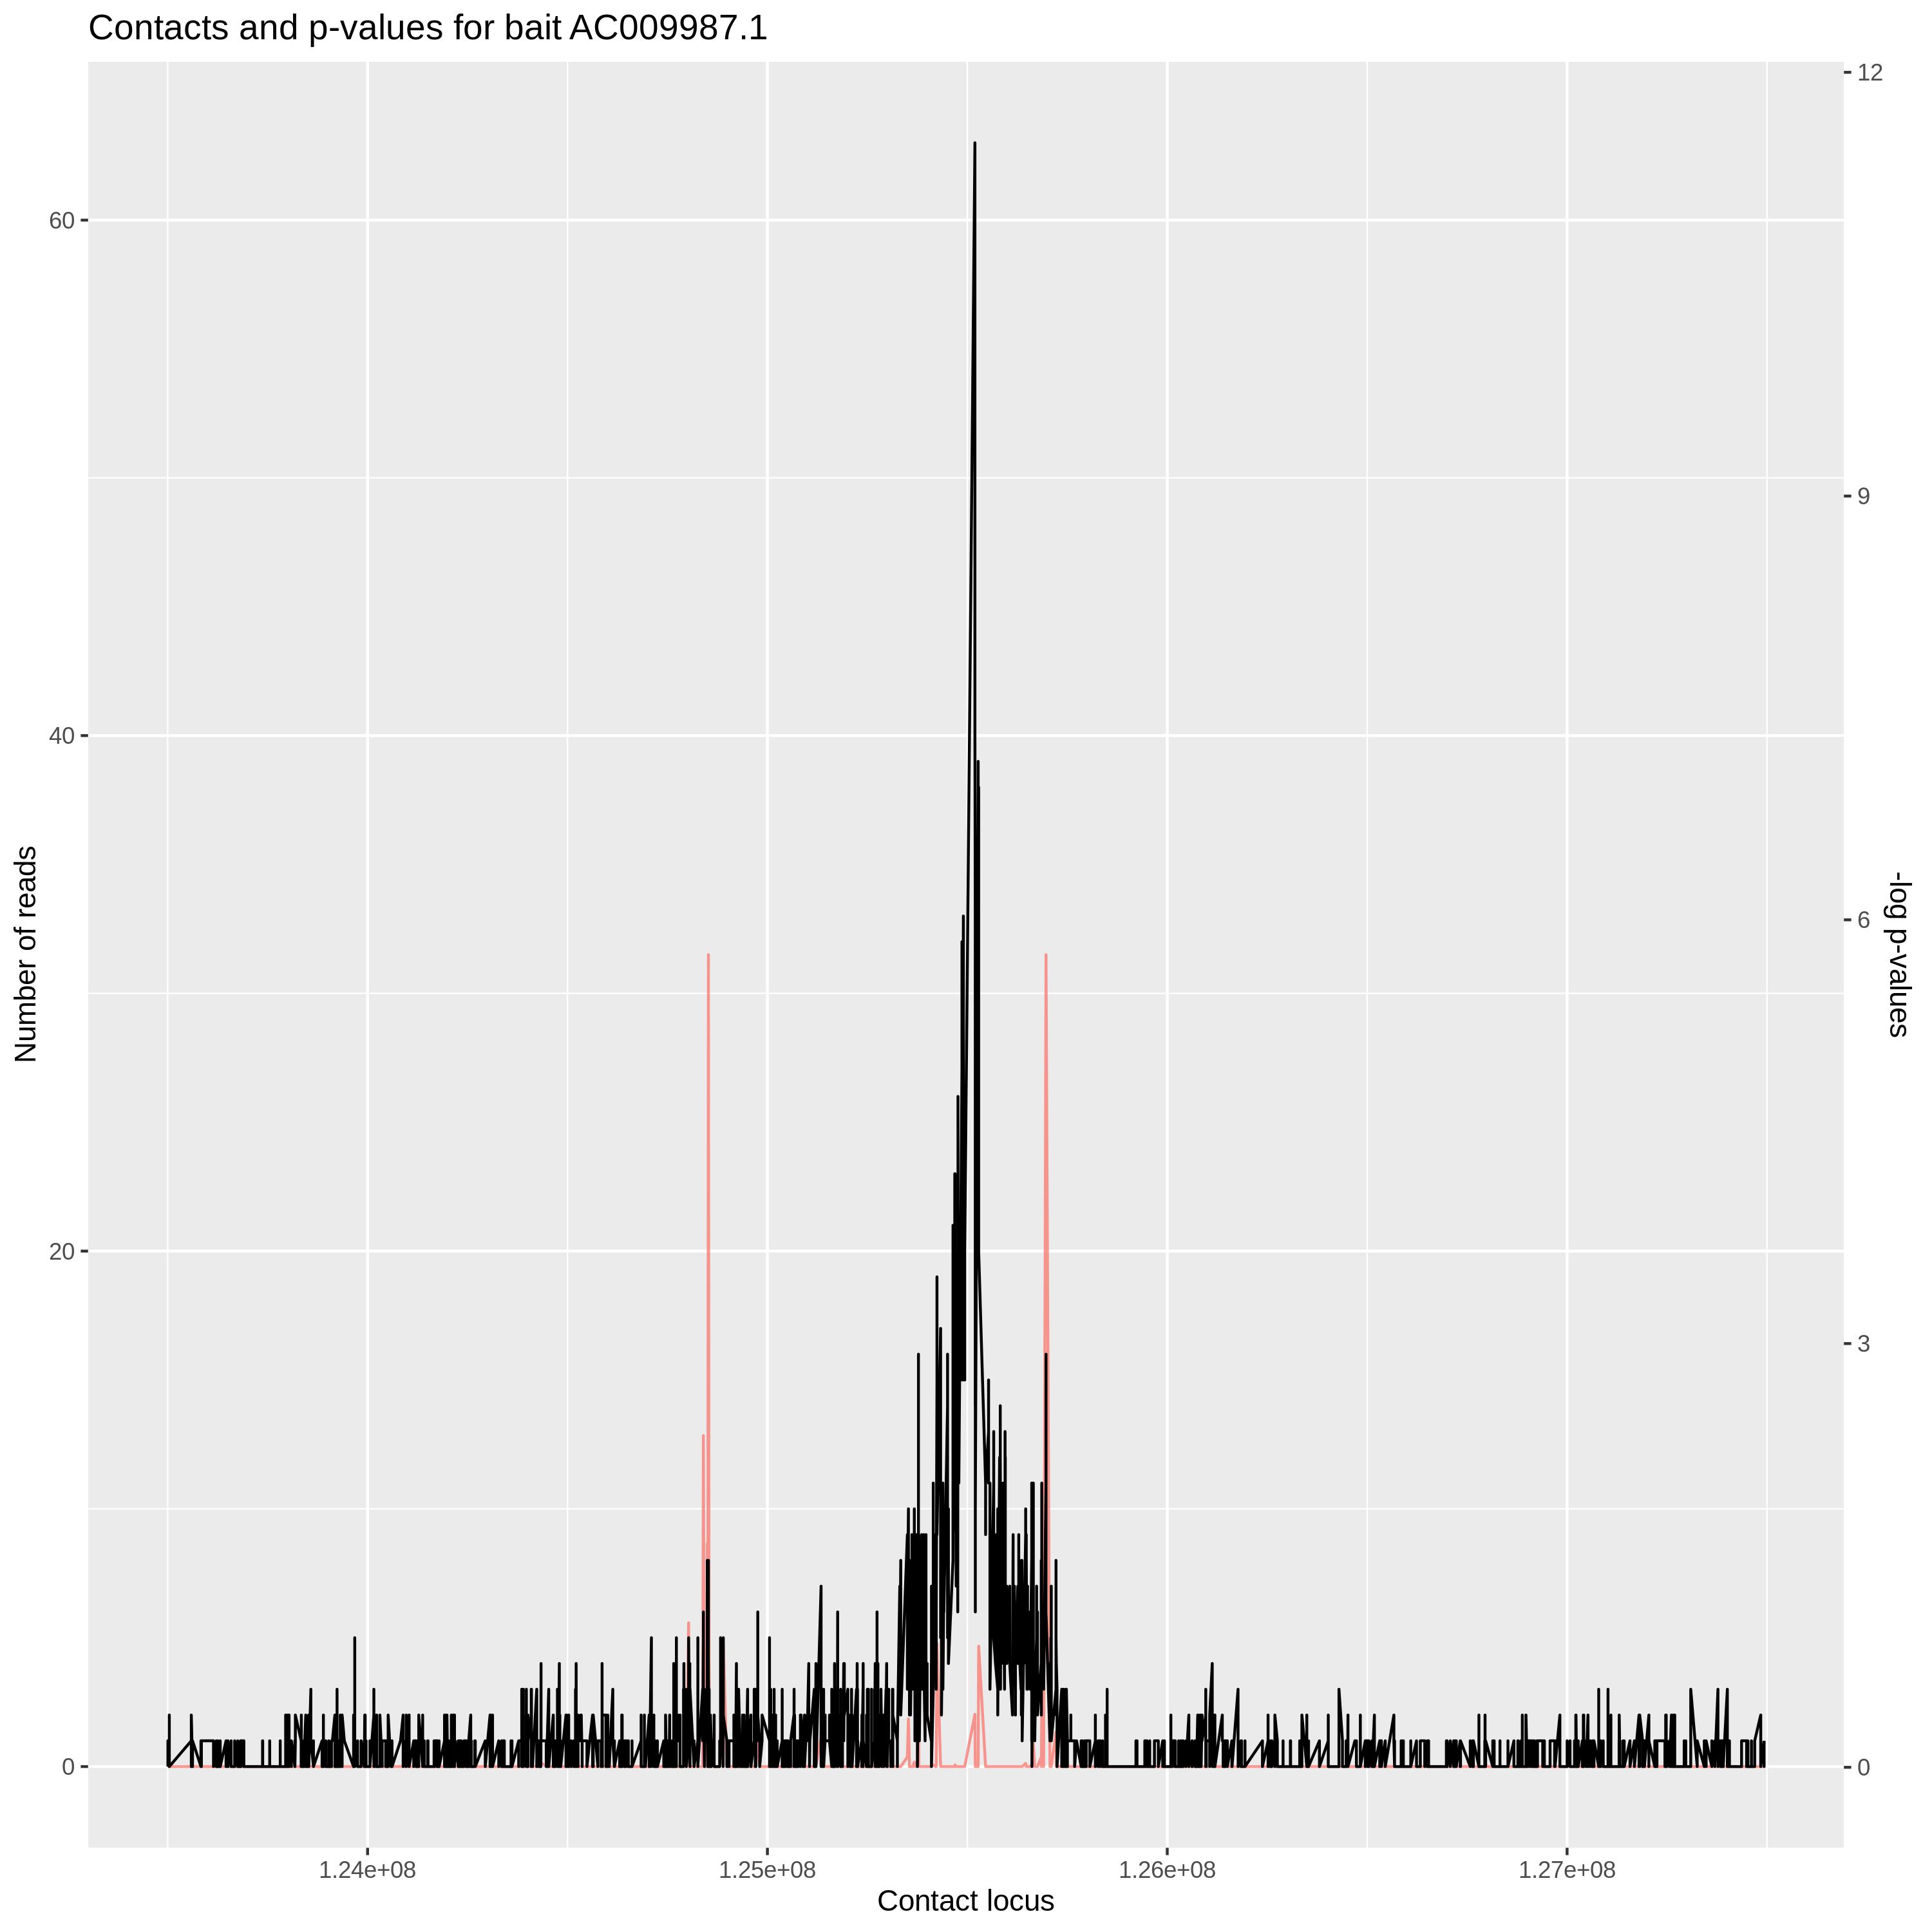 Contacts and p-values for bait AC009987.1
12
60
9
40
6
20
3
0
0
Number of reads
-log p-values
1.24e+08
1.25e+08
1.26e+08
1.27e+08
Contact locus